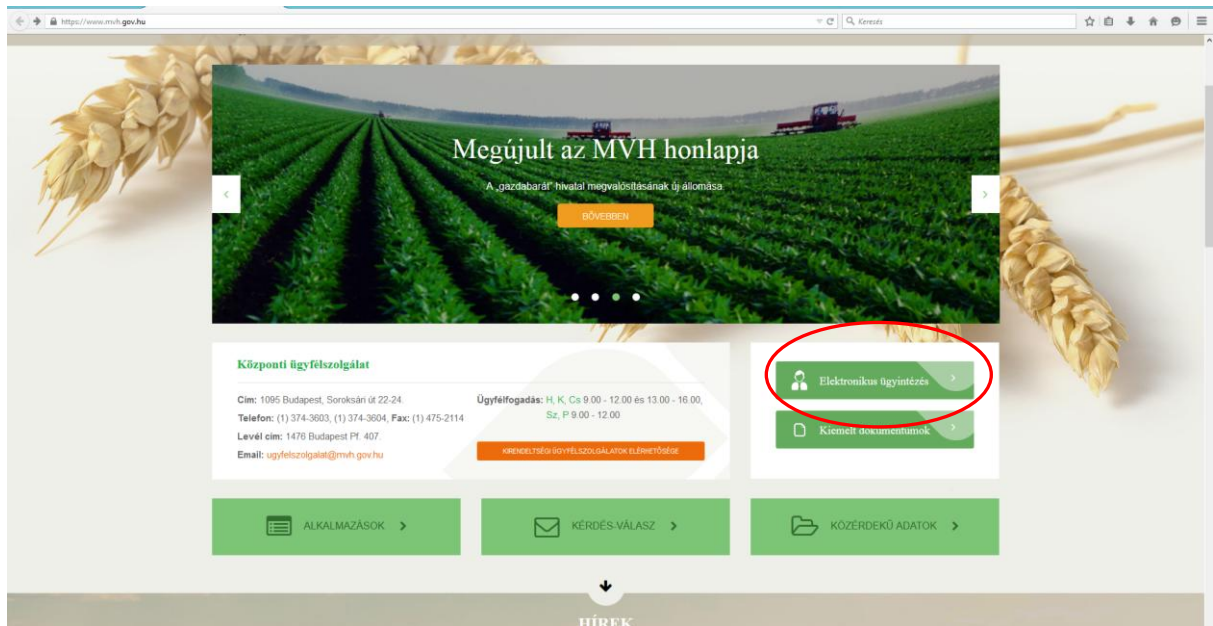 https://www.mvh.gov.hu
Keresés
Megújult az MVH honlapja
A „gazdabarát” hivatal megvalósításának új állomása
BŐVEBBEN
Központi ügyfélszolgálat
Cím: 1095 Budapest, Soroksári út 22-24.
Telefon: (1) 374-3603, (1) 374-3604, Fax: (1) 475-2114
Levél cím: 1476 Budapest Pf. 407.
Email: ugyfelszolgalat@mvh.gov.hu
Ügyfélfogadás: H, K, Cs 9.00 - 12.00 és 13.00 - 16.00,
Sz, P 9.00 - 12.00
KIRENDELTSÉGI ÜGYFÉLSZOLGÁLATOK ELÉRHETŐSÉGE
Elektronikus ügyintézés
Kiemelt dokumentumok
ALKALMAZÁSOK
KÉRDÉS-VÁLASZ
KÖZÉRDEKŰ ADATOK
HÍREK